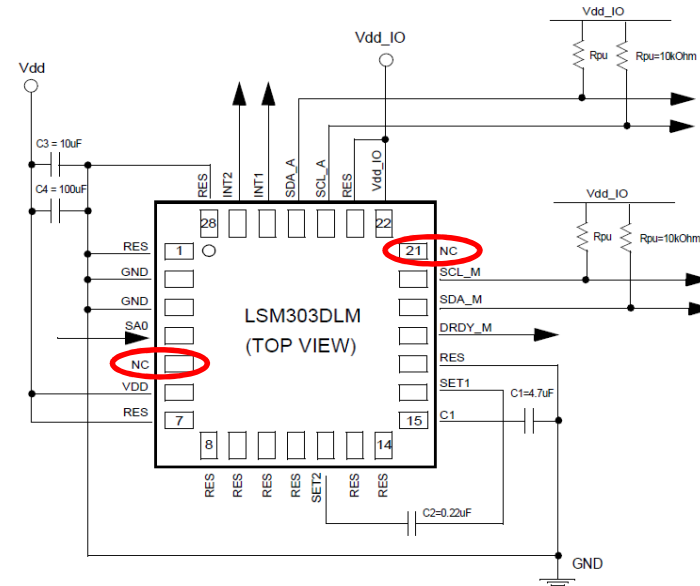 Vdd_IO
Rpu
Rpu=10kOhm
Vdd_IO
Vdd
C3 = 10uF
C4 = 100uF
RES
INT2
INT1
SDA_A
SCL_A
RES
Vdd_IO
28
22
Vdd_IO
Rpu
Rpu=10kOhm
RES
1
21
NC
GND
SCL_M
GND
SDA_M
LSM303DLM
SA0
DRDY_M
(TOP VIEW)
NC
RES
VDD
SET1
RES
7
15
C1
C1=4.7uF
8
14
RES
RES
RES
RES
SET2
RES
RES
C2=0.22uF
GND